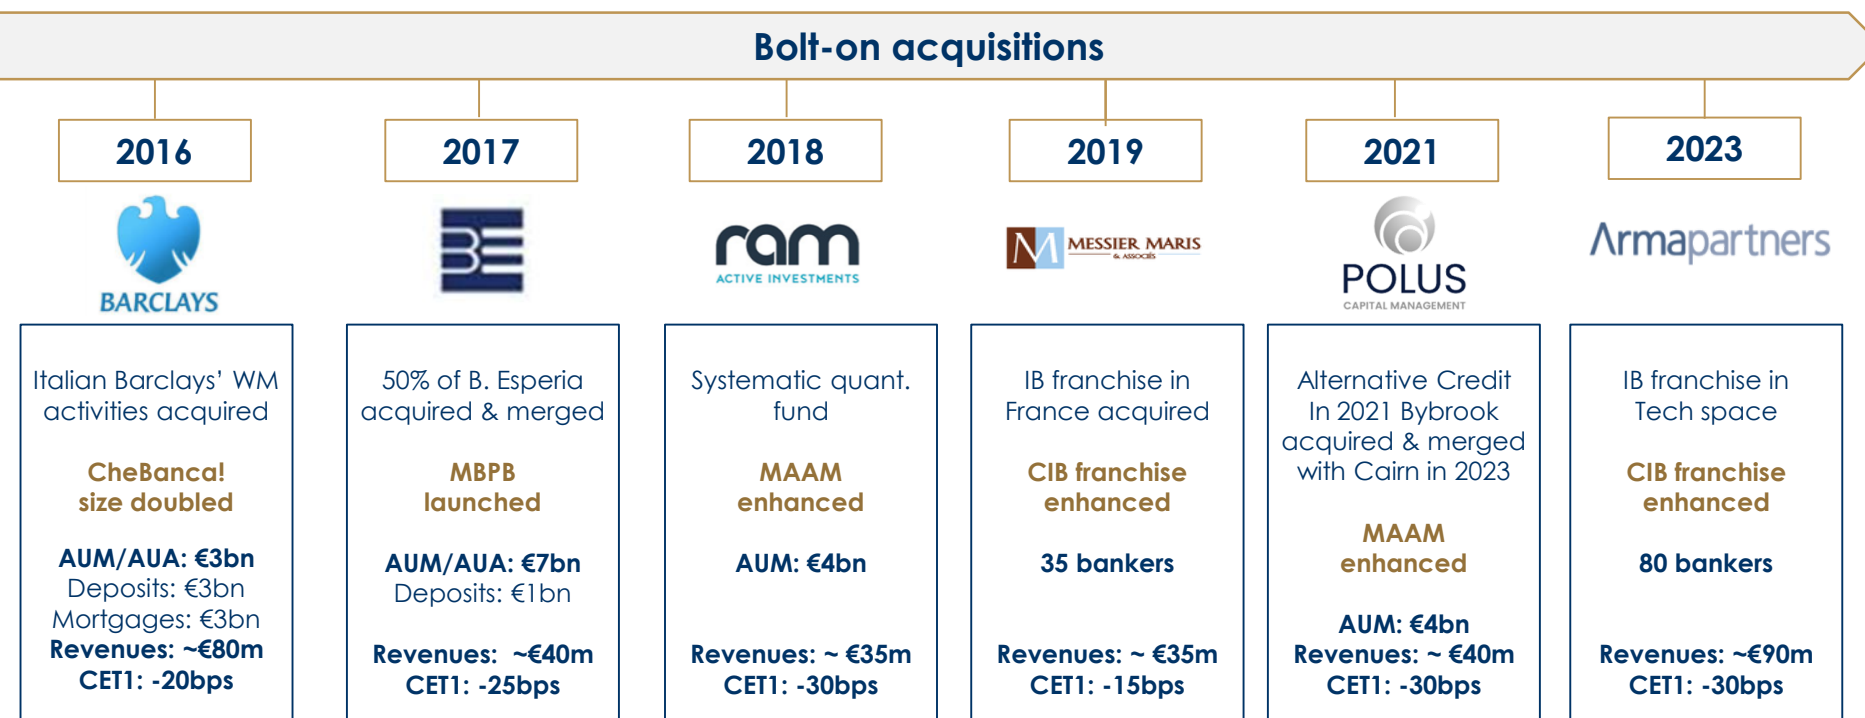 Bolt-on acquisitions
2016
BARCLAYS
Italian Barclays’ WM
activities acquired
CheBanca!
size doubled
AUM/AUA: €3bn
Deposits: €3bn
Mortgages: €3bn
Revenues: ~€80m
CET1: -20bps
2017
BE
50% of B. Esperia
acquired & merged
MBPB
launched
AUM/AUA: €7bn
Deposits: €1bn
Revenues: ~€40m
CET1: -25bps
2018
ram
ACTIVE INVESTMENTS
Systematic quant.
fund
MAAM
enhanced
AUM: €4bn
Revenues: ~ €35m
CET1: -30bps
2019
M
MESSIER MARIS
& ASSOCIÉS
IB franchise in
France acquired
CIB franchise
enhanced
35 bankers
Revenues: ~ €35m
CET1: -15bps
2021
POLUS
CAPITAL MANAGEMENT
Alternative Credit
In 2021 Bybrook
acquired & merged
with Cairn in 2023
MAAM
enhanced
AUM: €4bn
Revenues: ~ €40m
CET1: -30bps
2023
Armapartners
IB franchise in
Tech space
CIB franchise
enhanced
80 bankers
Revenues: ~€90m
CET1: -30bps